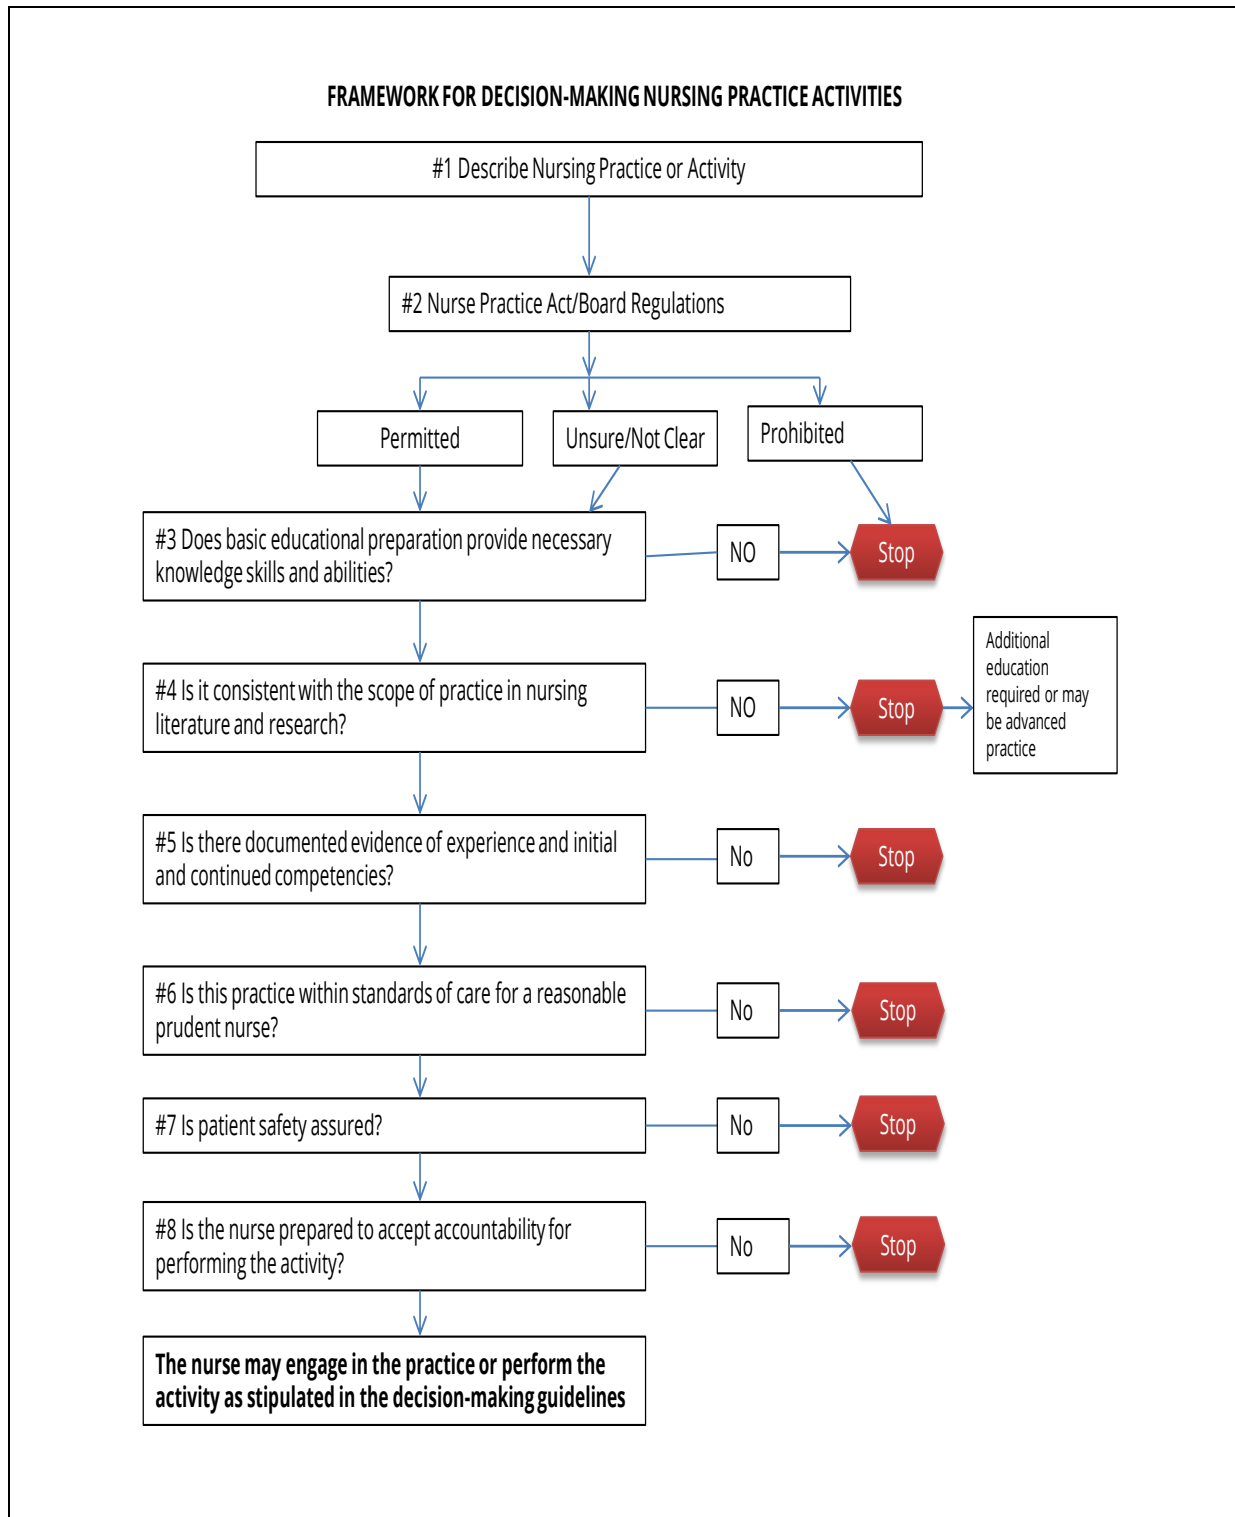 FRAMEWORK FOR DECISION-MAKING NURSING PRACTICE ACTIVITIES
#1 Describe Nursing Practice or Activity
#2 Nurse Practice Act/Board Regulations
Permitted
Unsure/Not Clear
Prohibited
#3 Does basic educational preparation provide necessary
knowledge skills and abilities?
NO
Stop
#4 Is it consistent with the scope of practice in nursing
literature and research?
NO
Stop
Additional
education
required or may
be advanced
practice
#5 Is there documented evidence of experience and initial
and continued competencies?
No
Stop
#6 Is this practice within standards of care for a reasonable
prudent nurse?
No
Stop
#7 Is patient safety assured?
No
Stop
#8 Is the nurse prepared to accept accountability for
performing the activity?
No
Stop
The nurse may engage in the practice or perform the
activity as stipulated in the decision-making guidelines